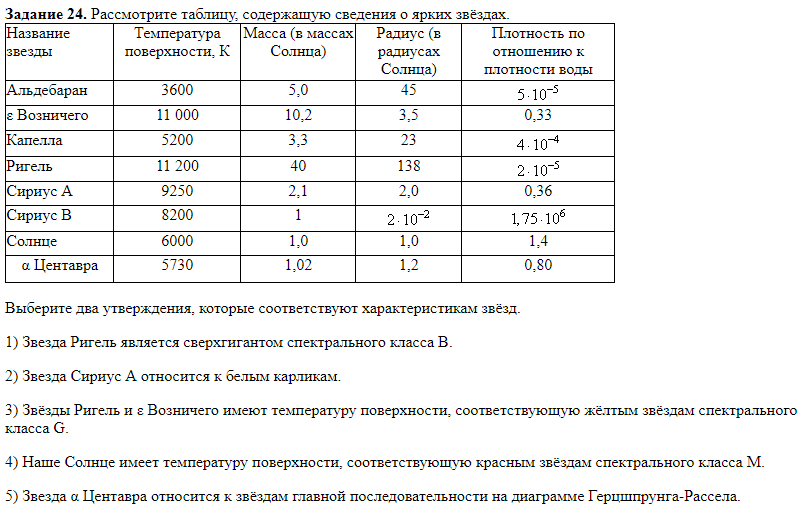 Задание 24. Рассмотрите таблицу, содержащую сведения о ярких звёздах.
Название звезды | Температура поверхности, К | Масса (в массах Солнца) | Радиус (в радиусах Солнца) | Плотность по отношению к плотности воды
Альдебаран | 3600 | 5,0 | 45 | 5·10⁻⁵
ε Возничего | 11 000 | 10,2 | 3,5 | 0,33
Капелла | 5200 | 3,3 | 23 | 4·10⁻⁴
Ригель | 11 200 | 40 | 138 | 2·10⁻⁵
Сириус А | 9250 | 2,1 | 2,0 | 0,36
Сириус В | 8200 | 1 | 2·10⁻² | 1,75·10⁶
Солнце | 6000 | 1,0 | 1,0 | 1,4
α Центавра | 5730 | 1,02 | 1,2 | 0,80
Выберите два утверждения, которые соответствуют характеристикам звёзд.
1) Звезда Ригель является сверхгигантом спектрального класса В.
2) Звезда Сириус А относится к белым карликам.
3) Звёзды Ригель и ε Возничего имеют температуру поверхности, соответствующую жёлтым звёздам спектрального
класса G.
4) Наше Солнце имеет температуру поверхности, соответствующую красным звёздам спектрального класса М.
5) Звезда α Центавра относится к звёздам главной последовательности на диаграмме Герцшпрунга-Рассела.